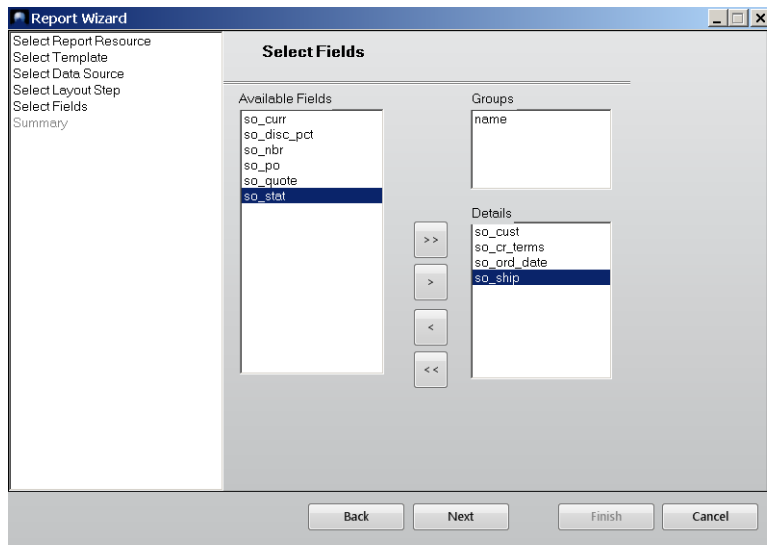 Report Wizard
Select Report Resource
Select Template
Select Data Source
Select Layout Step
Select Fields
Summary
Select Fields
Available Fields
so_curr
so_disc_pct
so_nbr
so_po
so_quote
so_stat
Groups
name
Details
so_cust
so_cr_terms
so_ord_date
so_ship
>>
>
<
<<
Back
Next
Finish
Cancel